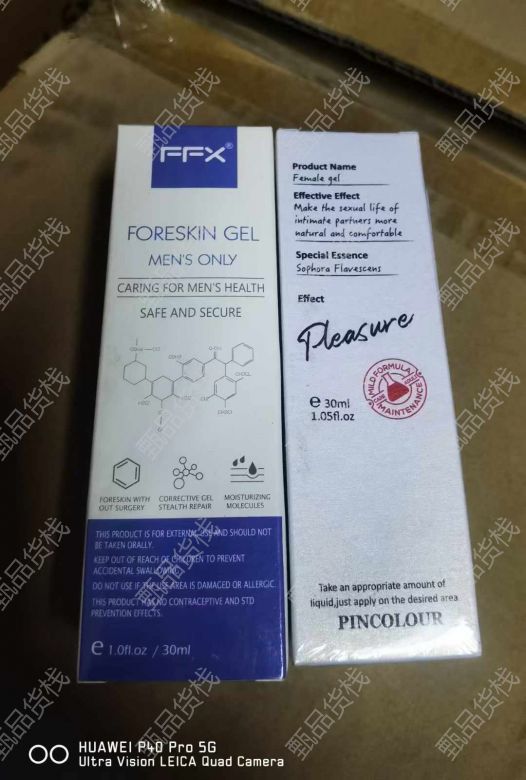 FFX®
FORESKIN GEL
MEN'S ONLY
CARING FOR MEN'S HEALTH
SAFE AND SECURE
FORESKIN WITH
OUT SURGERY
CORRECTIVE GEL
STEALTH REPAIR
MOISTURIZING
MOLECULES
THIS PRODUCT IS FOR EXTERNAL USE AND SHOULD NOT
BE TAKEN ORALLY.
KEEP OUT OF REACH OF CHILDREN TO PREVENT
ACCIDENTAL SWALLOWING.
DO NOT USE IF THE USE AREA IS DAMAGED OR ALLERGIC.
THIS PRODUCT HAS NO CONTRACEPTIVE AND STD
PREVENTION EFFECTS.
e 1.0fl.oz / 30ml
Product Name
Female gel
Effective Effect
Make the sexual life of
intimate partners more
natural and comfortable
Special Essence
Sophora Flavescens
Effect
Pleasure
e 30ml
1.05fl.oz
MILD FORMULA
CARE
MAINTENANCE
Take an appropriate amount of
liquid,just apply on the desired area
PINCOLOUR
甄品货栈
HUAWEI P40 Pro 5G
Ultra Vision LEICA Quad Camera